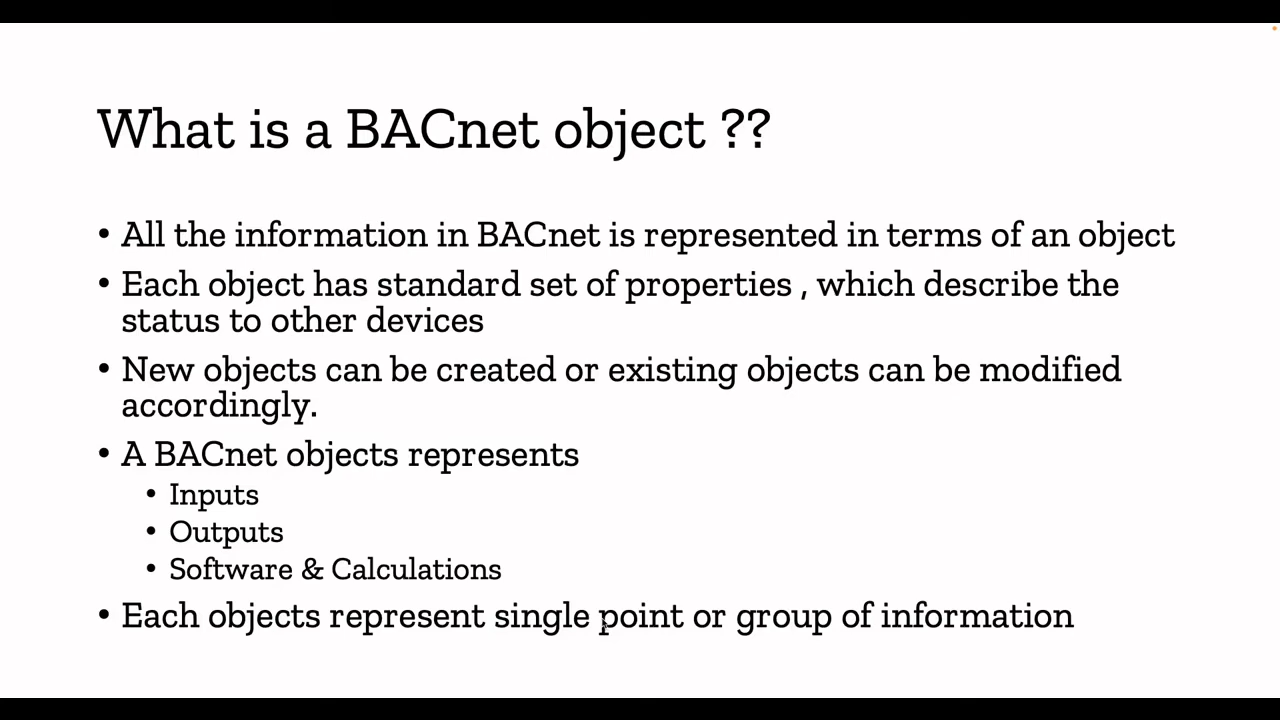 What is a BACnet object ??
• All the information in BACnet is represented in terms of an object
• Each object has standard set of properties , which describe the
status to other devices
• New objects can be created or existing objects can be modified
accordingly.
• A BACnet objects represents
• Inputs
• Outputs
• Software & Calculations
• Each objects represent single point or group of information